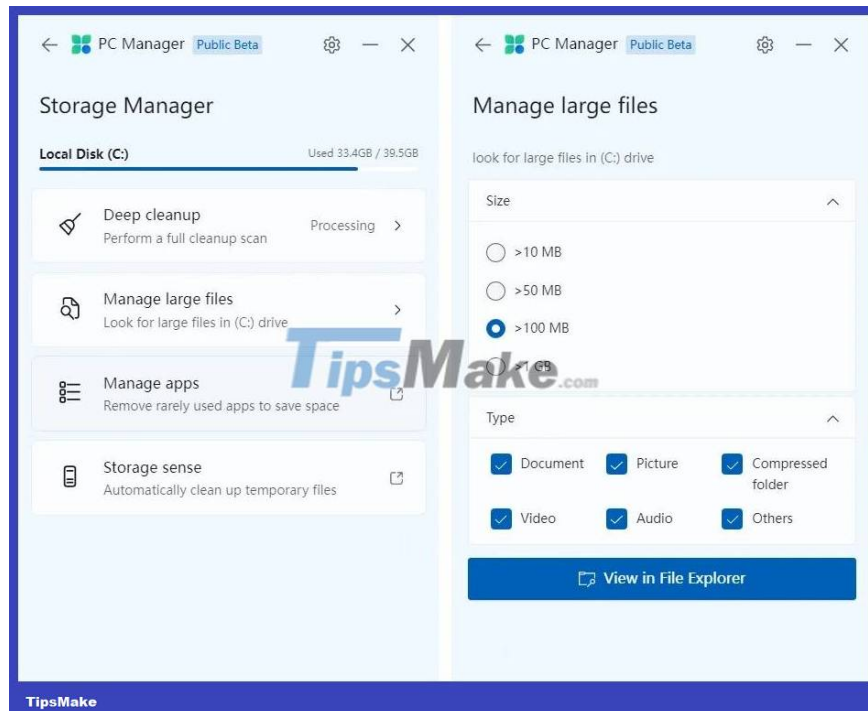 PC Manager Public Beta
Storage Manager
Local Disk (C:) Used 33.4GB / 39.5GB
Deep cleanup
Perform a full cleanup scan
Processing
Manage large files
Look for large files in (C:) drive
Manage apps
Remove rarely used apps to save space
Storage sense
Automatically clean up temporary files
PC Manager Public Beta
Manage large files
look for large files in (C:) drive
Size
>10 MB
>50 MB
>100 MB
>1 GB
Type
Document Picture Compressed
folder
Video Audio Others
View in File Explorer
TipsMake.com
TipsMake